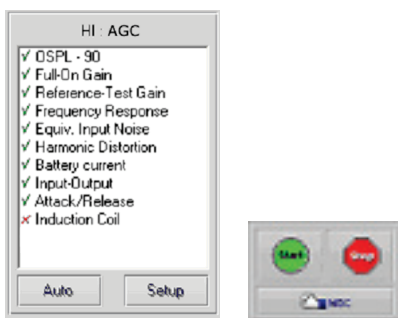 HI : AGC
OSPL - 90
Full-On Gain
Reference-Test Gain
Frequency Response
Equiv. Input Noise
Harmonic Distortion
Battery current
Input-Output
Attack/Release
Induction Coil
Auto
Setup
Start
Stop